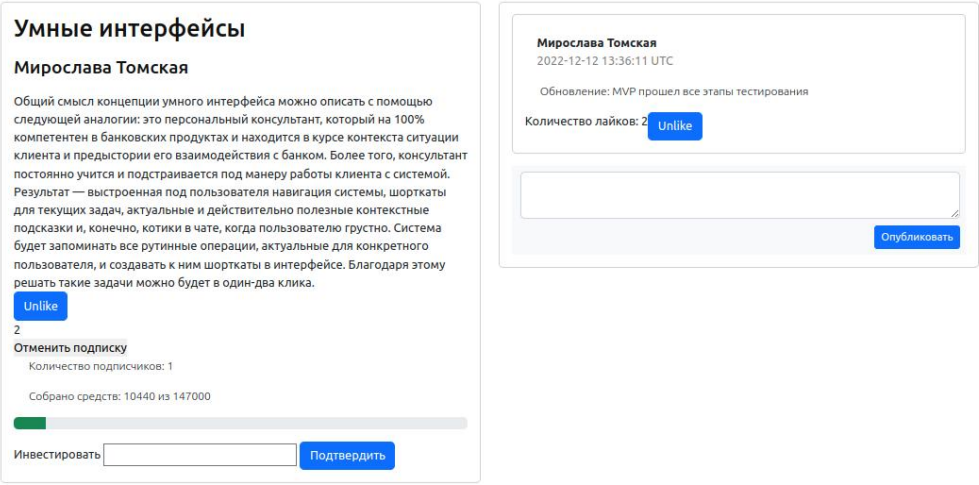 Умные интерфейсы
Мирослава Томская
Общий смысл концепции умного интерфейса можно описать с помощью
следующей аналогии: это персональный консультант, который на 100%
компетентен в банковских продуктах и находится в курсе контекста ситуации
клиента и предыстории его взаимодействия с банком. Более того, консультант
постоянно учится и подстраивается под манеру работы клиента с системой.
Результат — выстроенная под пользователя навигация системы, шорткаты
для текущих задач, актуальные и действительно полезные контекстные
подсказки и, конечно, котики в чате, когда пользователю грустно. Система
будет запоминать все рутинные операции, актуальные для конкретного
пользователя, и создавать к ним шорткаты в интерфейсе. Благодаря этому
решать такие задачи можно будет в один-два клика.
Unlike
2
Отменить подписку
Количество подписчиков: 1
Собрано средств: 10440 из 147000
Инвестировать
Подтвердить
Мирослава Томская
2022-12-12 13:36:11 UTC
Обновление: MVP прошел все этапы тестирования
Количество лайков: 2
Unlike
Опубликовать